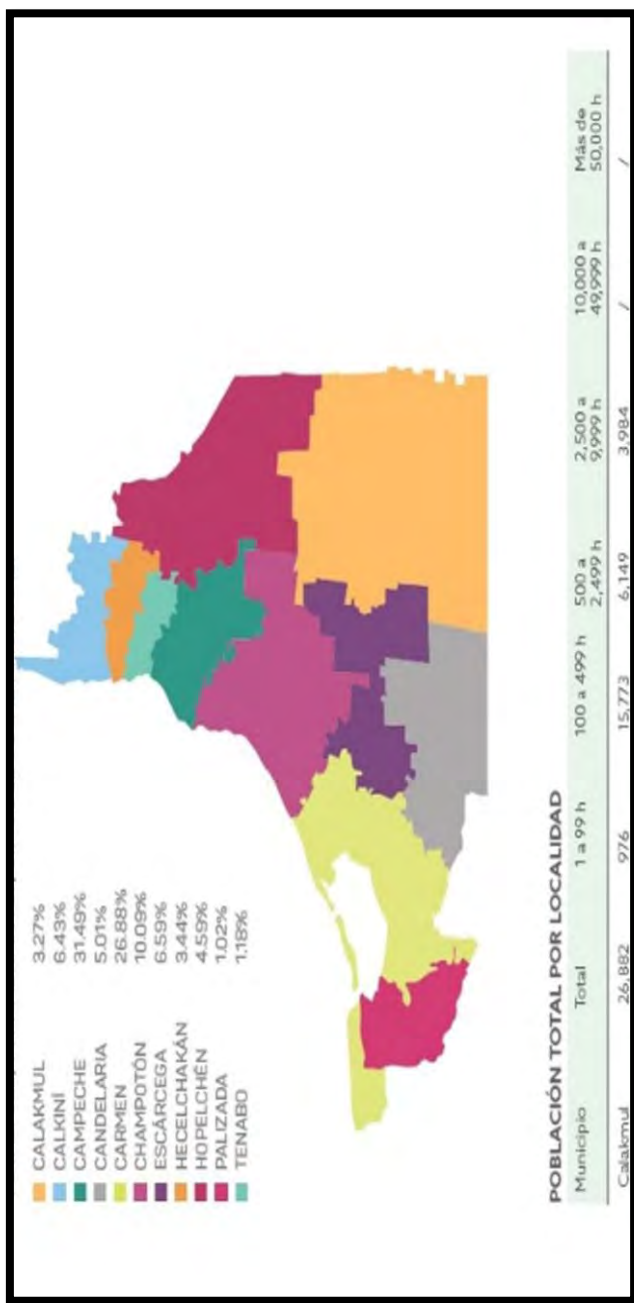 CALAKMUL 3.27%
CALKINÍ 6.43%
CAMPECHE 31.49%
CANDELARIA 5.01%
CARMEN 26.88%
CHAMPOTÓN 10.09%
ESCÁRCEGA 6.59%
HECELCHAKÁN 3.44%
HOPELCHÉN 4.59%
PALIZADA 1.02%
TENABO 1.18%
POBLACIÓN TOTAL POR LOCALIDAD
Municipio Total 1 a 99 h 100 a 499 h 500 a 2,499 h 2,500 a 9,999 h 10,000 a 49,999 h Más de 50,000 h
Calakmul 26,882 976 15,773 6,149 3,984 / /